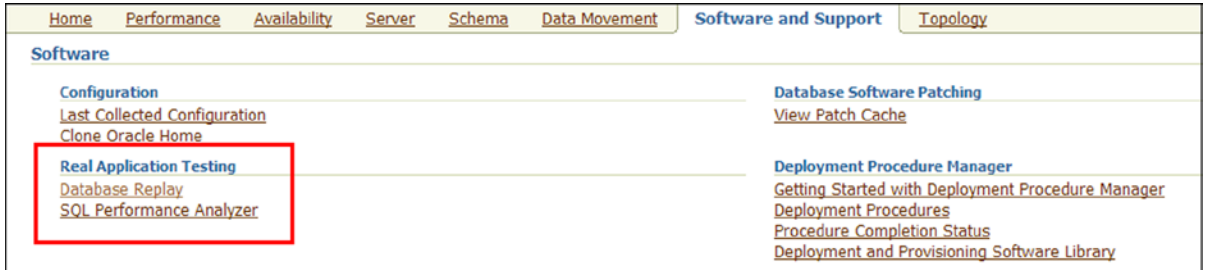 Home Performance Availability Server Schema Data Movement Software and Support Topology
Software
Configuration
Last Collected Configuration
Clone Oracle Home
Real Application Testing
Database Replay
SQL Performance Analyzer
Database Software Patching
View Patch Cache
Deployment Procedure Manager
Getting Started with Deployment Procedure Manager
Deployment Procedures
Procedure Completion Status
Deployment and Provisioning Software Library